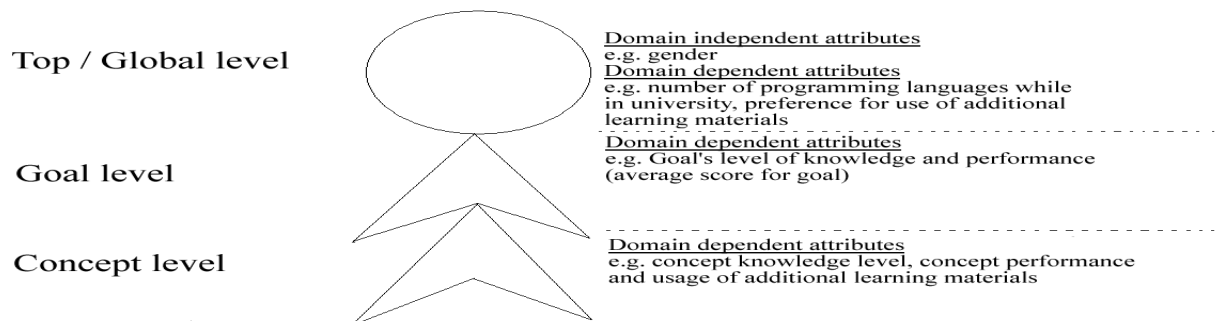 Top / Global level
Domain independent attributes
e.g. gender
Domain dependent attributes
e.g. number of programming languages while
in university, preference for use of additional
learning materials
Goal level
Domain dependent attributes
e.g. Goal's level of knowledge and performance
(average score for goal)
Concept level
Domain dependent attributes
e.g. concept knowledge level, concept performance
and usage of additional learning materials